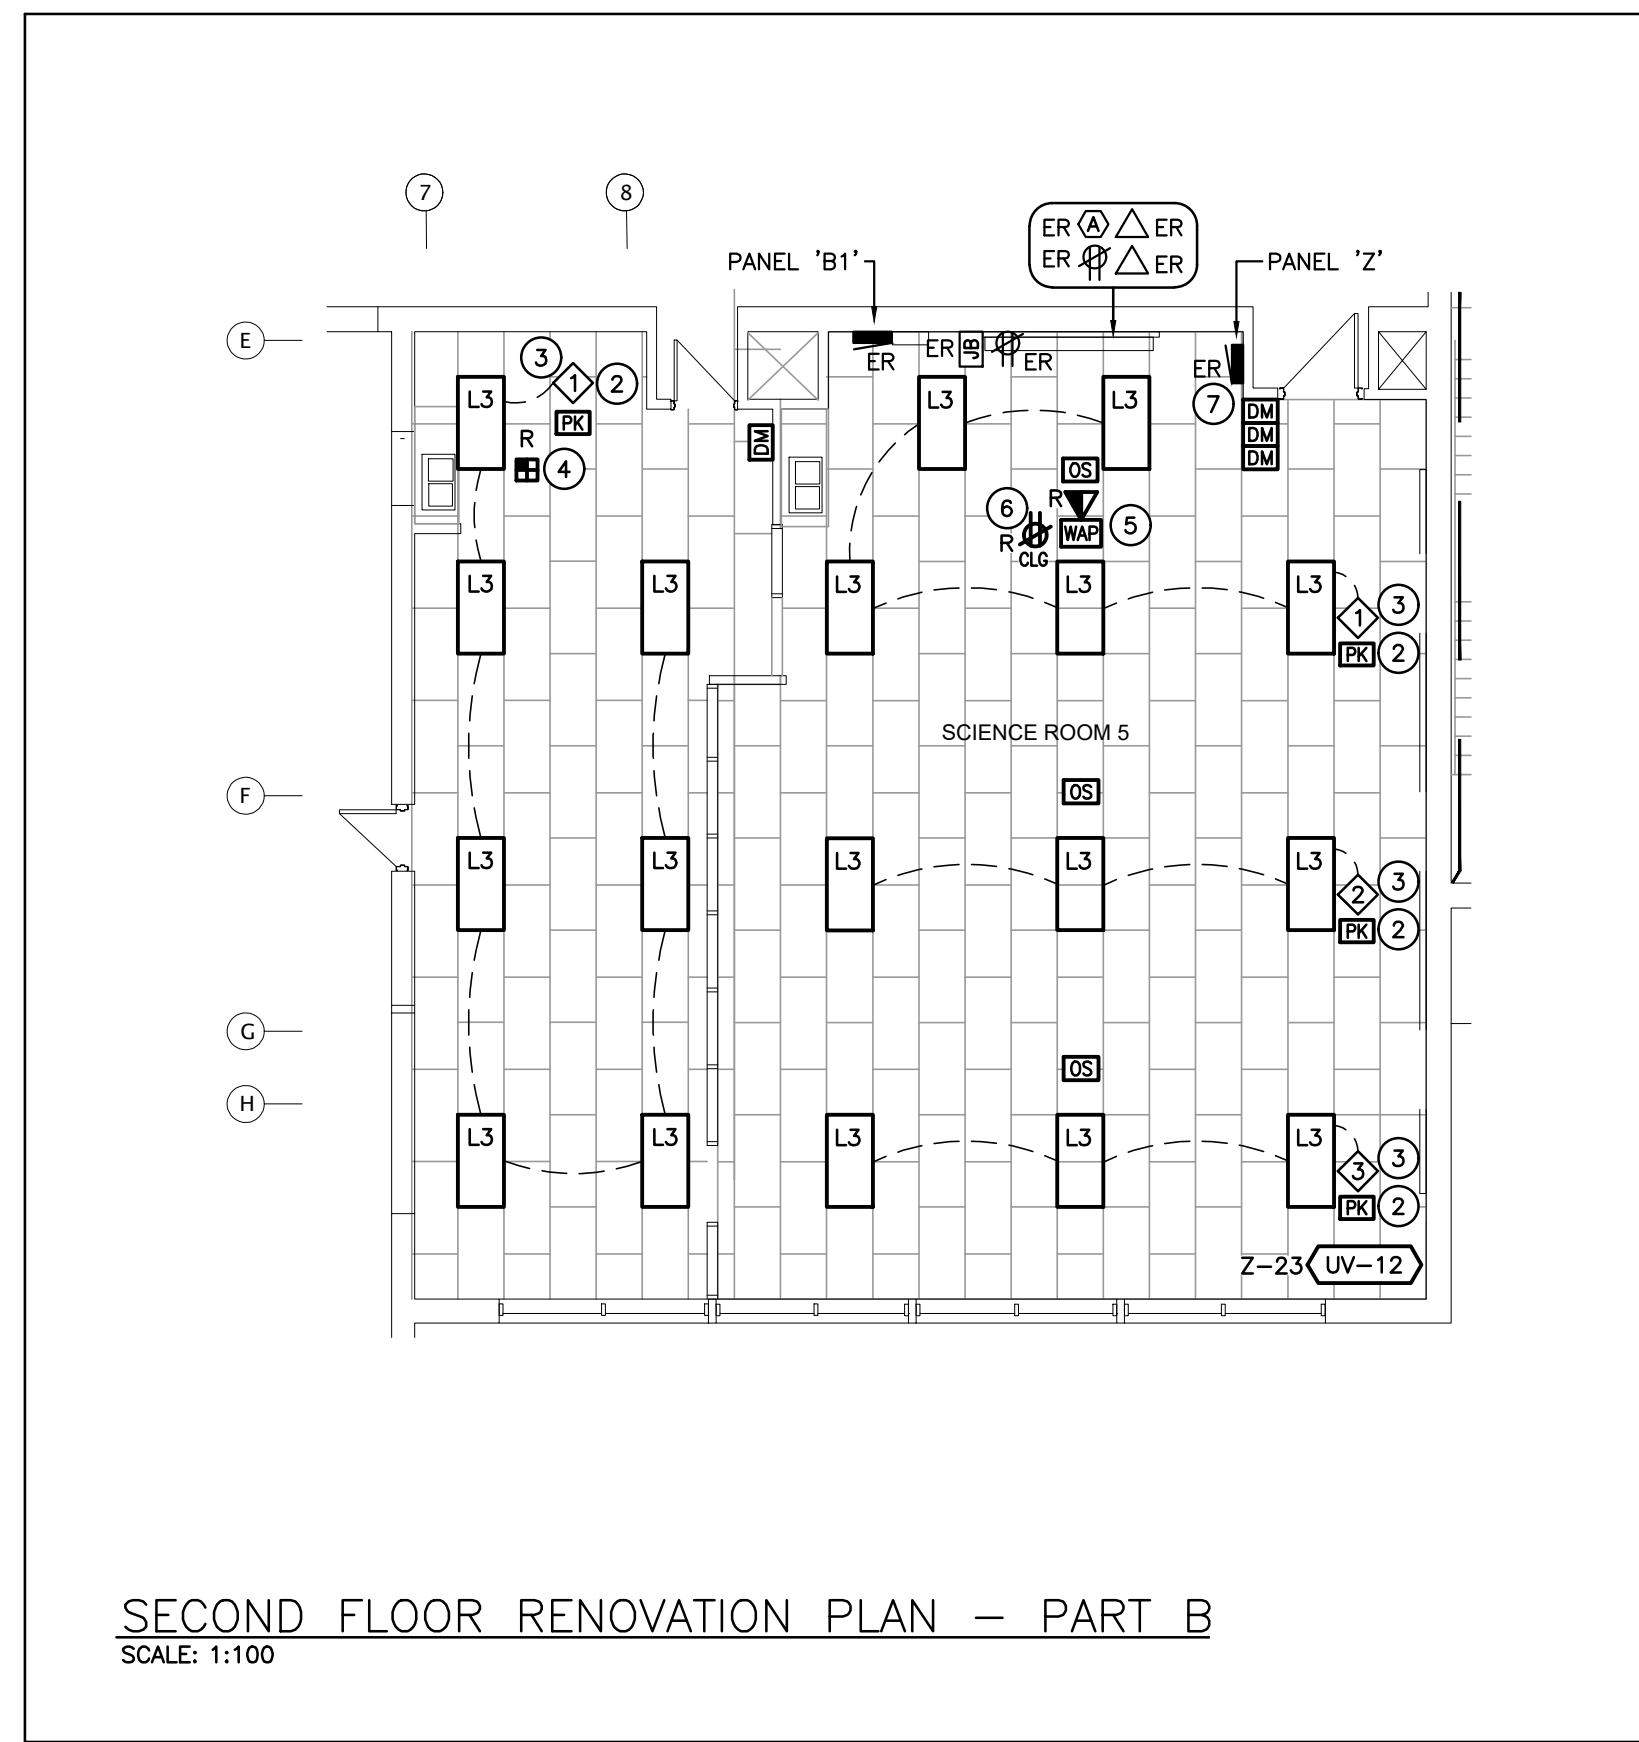 7 8
ER A ER
ER ER
PANEL 'B1' PANEL 'Z'
E
3 1 2
ER ER JB ER ER
L3 PK L3 L3 7 DM
R DM
4 DM OS DM
6 R
R WAP 5
CLG
L3 L3 L3 L3 L3 1 3
PK 2
SCIENCE ROOM 5
F OS
L3 L3 L3 L3 L3 2 3
PK 2
G
OS
H
L3 L3 L3 L3 L3 3 3
PK 2
Z-23 UV-12
SECOND FLOOR RENOVATION PLAN - PART B
SCALE: 1:100